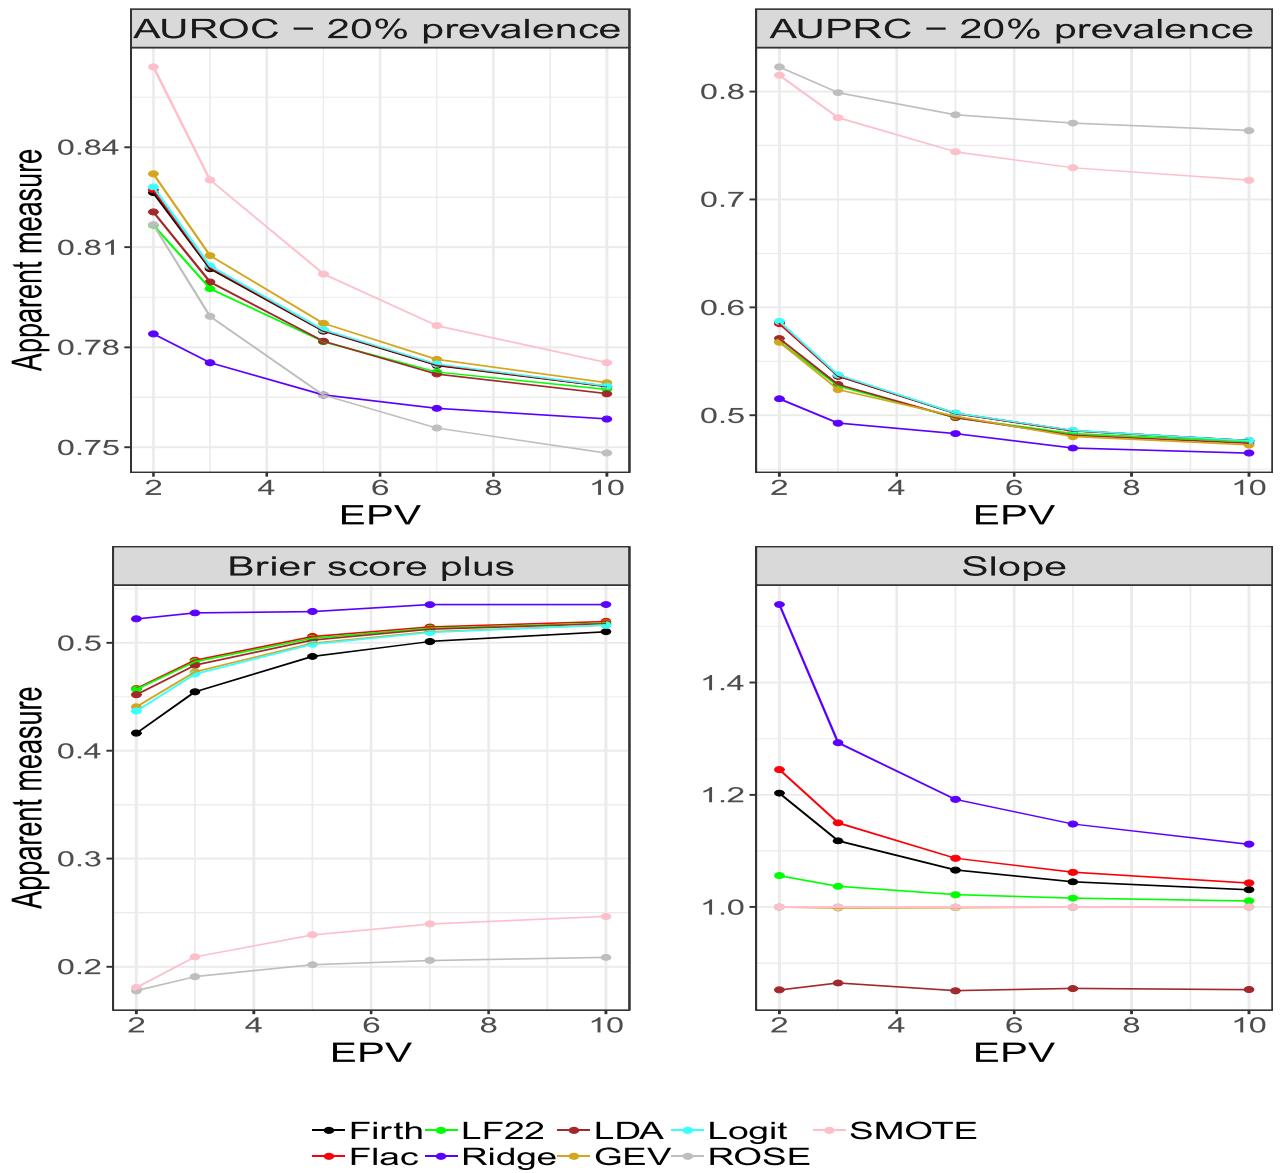 AUROC − 20% prevalence
Apparent measure
0.84
0.81
0.78
0.75
2 4 6 8 10
EPV
AUPRC − 20% prevalence
0.8
0.7
0.6
0.5
2 4 6 8 10
EPV
Brier score plus
Apparent measure
0.5
0.4
0.3
0.2
2 4 6 8 10
EPV
Slope
1.4
1.2
1.0
2 4 6 8 10
EPV
Firth LF22 LDA Logit SMOTE
Flac Ridge GEV ROSE